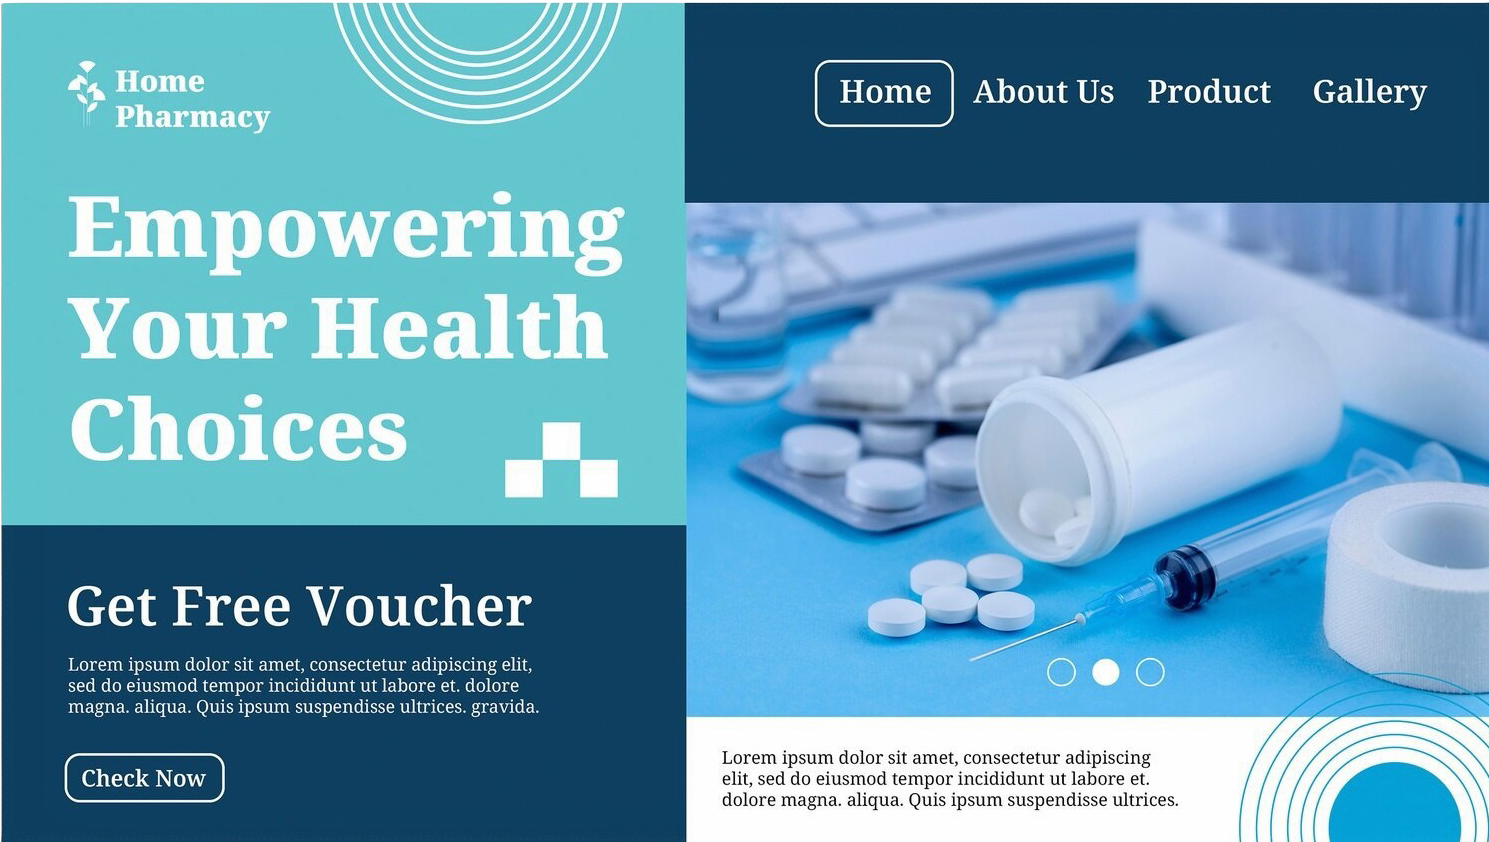 Home
Pharmacy
Home About Us Product Gallery
Empowering
Your Health
Choices
Get Free Voucher
Lorem ipsum dolor sit amet, consectetur adipiscing elit,
sed do eiusmod tempor incididunt ut labore et. dolore
magna. aliqua. Quis ipsum suspendisse ultrices. gravida.
Check Now
Lorem ipsum dolor sit amet, consectetur adipiscing
elit, sed do eiusmod tempor incididunt ut labore et.
dolore magna. aliqua. Quis ipsum suspendisse ultrices.